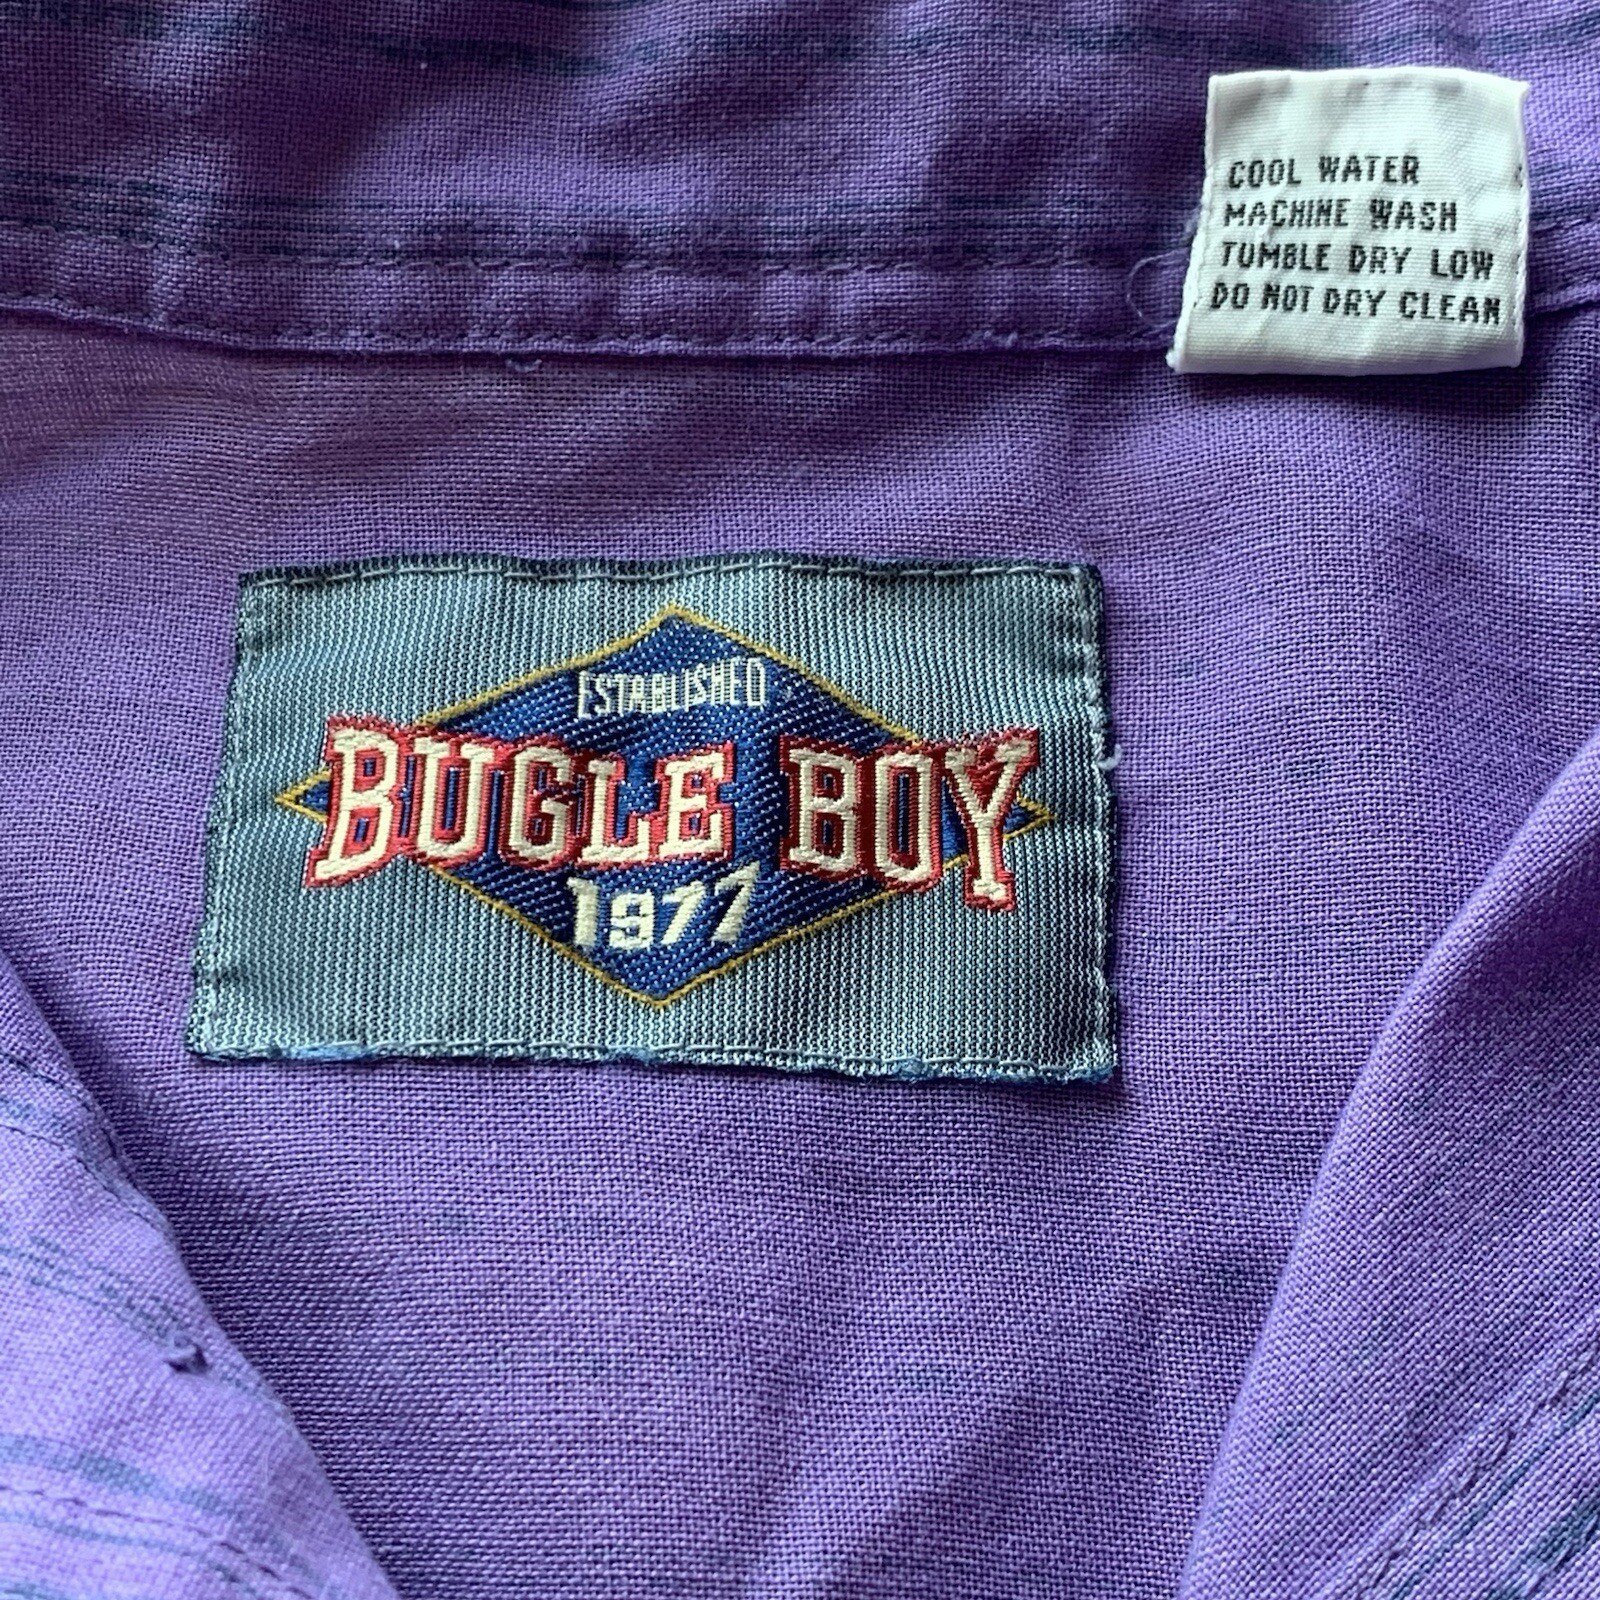 COOL WATER
MACHINE WASH
TUMBLE DRY LOW
DO NOT DRY CLEAN
ESTABLISHED
BUGLE BOY
1977